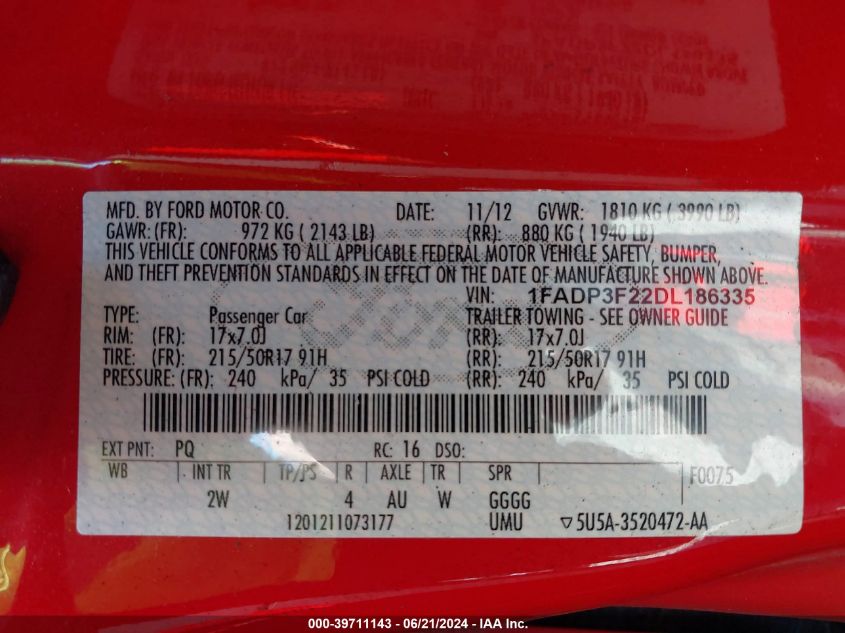 MFD. BY FORD MOTOR CO. DATE: 11/12 GVWR: 1810 KG ( 3990 LB)
GAWR: (FR): 972 KG ( 2143 LB) (RR): 880 KG ( 1940 LB)
THIS VEHICLE CONFORMS TO ALL APPLICABLE FEDERAL MOTOR VEHICLE SAFETY, BUMPER,
AND THEFT PREVENTION STANDARDS IN EFFECT ON THE DATE OF MANUFACTURE SHOWN ABOVE.
VIN: 1FADP3F22DL186335
TYPE: Passenger Car TRAILER TOWING - SEE OWNER GUIDE
RIM: (FR): 17x7.0J (RR): 17x7.0J
TIRE: (FR): 215/50R17 91H (RR): 215/50R17 91H
PRESSURE: (FR): 240 kPa/ 35 PSI COLD (RR): 240 kPa/ 35 PSI COLD
EXT PNT: PQ RC: 16 DSO:
WB INT TR TP/PS R AXLE TR SPR F0075
2W 4 AU W GGGG
1201211073177 UMU ▽5U5A-3520472-AA
000-39711143 - 06/21/2024 - IAA Inc.